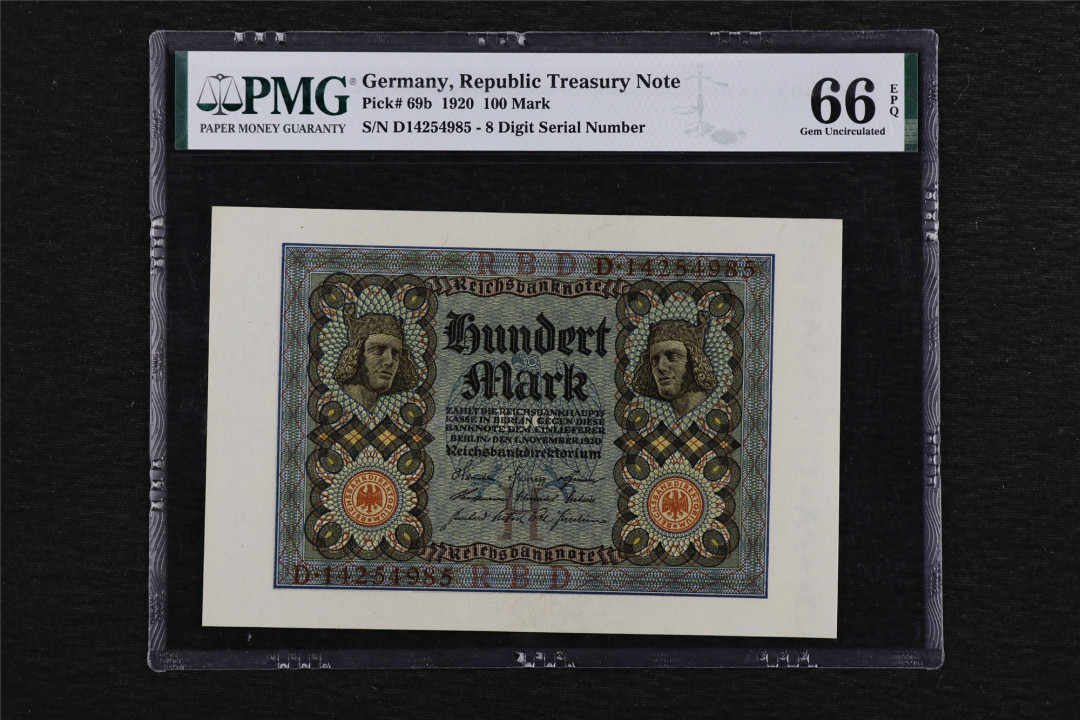 PMG®
PAPER MONEY GUARANTY
Germany, Republic Treasury Note
Pick# 69b 1920 100 Mark
S/N D14254985 - 8 Digit Serial Number
66 EPQ
Gem Uncirculated
R B D D·14254985
Reichsbanknote
Hundert
Mark
ZAHLT DIE REICHSBANKHAUPT-
KASSE IN BERLIN GEGEN DIESE
BANKNOTE DEM EINLIEFERER
BERLIN, DEN 1. NOVEMBER 1920
Reichsbankdirektorium
REICHSBANKDIREKTORIUM
REICHSBANKDIREKTORIUM
Reichsbanknote
D·14254985 R B D